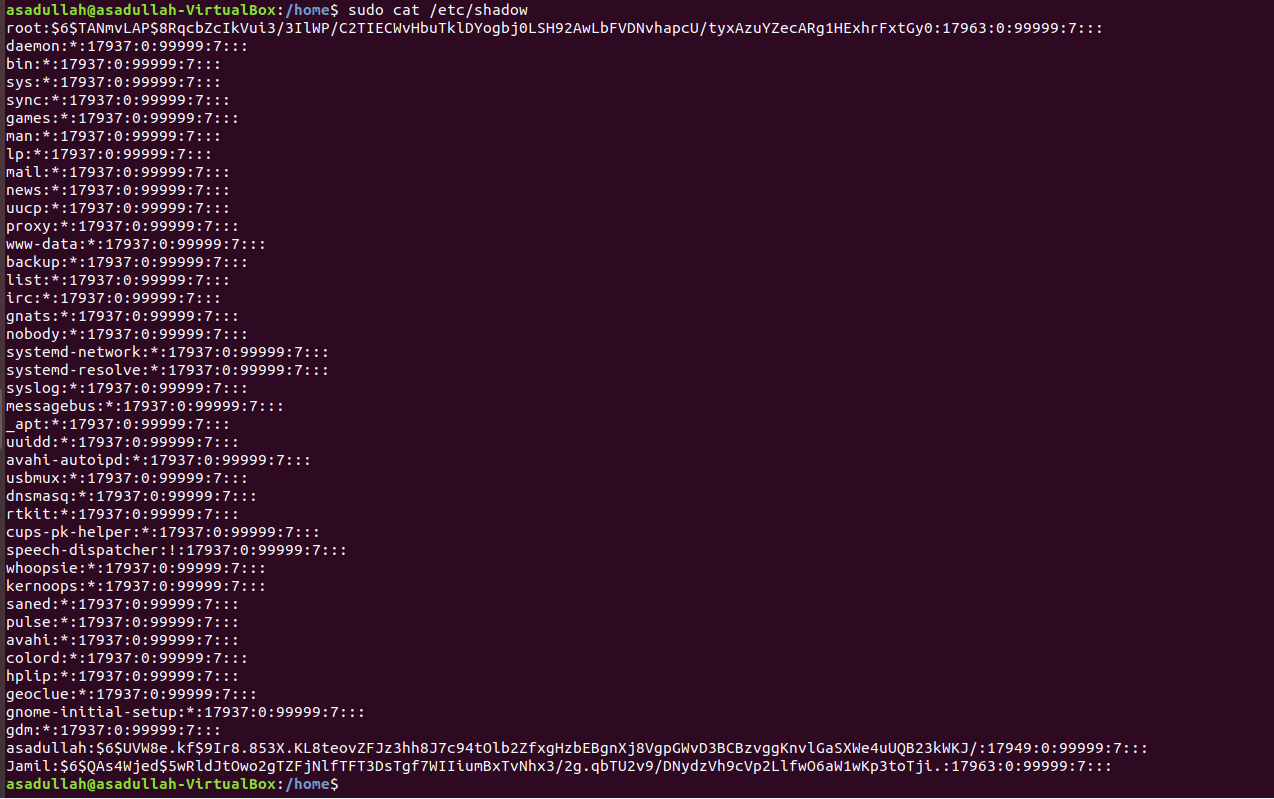 asadullah@asadullah-VirtualBox:/home$ sudo cat /etc/shadow
root:$6$TANmvLAP$8RqcbZcIkVui3/3IlWP/C2TIECWvHbuTklDYogbj0LSH92AwLbFVDNvhapcU/tyxAzuYZecARg1HExhrFxtGy0:17963:0:99999:7:::
daemon:*:17937:0:99999:7:::
bin:*:17937:0:99999:7:::
sys:*:17937:0:99999:7:::
sync:*:17937:0:99999:7:::
games:*:17937:0:99999:7:::
man:*:17937:0:99999:7:::
lp:*:17937:0:99999:7:::
mail:*:17937:0:99999:7:::
news:*:17937:0:99999:7:::
uucp:*:17937:0:99999:7:::
proxy:*:17937:0:99999:7:::
www-data:*:17937:0:99999:7:::
backup:*:17937:0:99999:7:::
list:*:17937:0:99999:7:::
irc:*:17937:0:99999:7:::
gnats:*:17937:0:99999:7:::
nobody:*:17937:0:99999:7:::
systemd-network:*:17937:0:99999:7:::
systemd-resolve:*:17937:0:99999:7:::
syslog:*:17937:0:99999:7:::
messagebus:*:17937:0:99999:7:::
_apt:*:17937:0:99999:7:::
uuidd:*:17937:0:99999:7:::
avahi-autoipd:*:17937:0:99999:7:::
usbmux:*:17937:0:99999:7:::
dnsmasq:*:17937:0:99999:7:::
rtkit:*:17937:0:99999:7:::
cups-pk-helper:*:17937:0:99999:7:::
speech-dispatcher:!:17937:0:99999:7:::
whoopsie:*:17937:0:99999:7:::
kernoops:*:17937:0:99999:7:::
saned:*:17937:0:99999:7:::
pulse:*:17937:0:99999:7:::
avahi:*:17937:0:99999:7:::
colord:*:17937:0:99999:7:::
hplip:*:17937:0:99999:7:::
geoclue:*:17937:0:99999:7:::
gnome-initial-setup:*:17937:0:99999:7:::
gdm:*:17937:0:99999:7:::
asadullah:$6$UVW8e.kf$9Ir8.853X.KL8teovZFJz3hh8J7c94tOlb2ZfxgHzbEBgnXj8VgpGWvD3BCBzvggKnvlGaSXWe4uUQB23kWKJ/:17949:0:99999:7:::
Jamil:$6$QAs4Wjed$5wRldJtOwo2gTZFjNlfTFT3DsTgf7WIIiumBxTvNhx3/2g.qbTU2v9/DNydzVh9cVp2LlfwO6aW1wKp3toTji.:17963:0:99999:7:::
asadullah@asadullah-VirtualBox:/home$